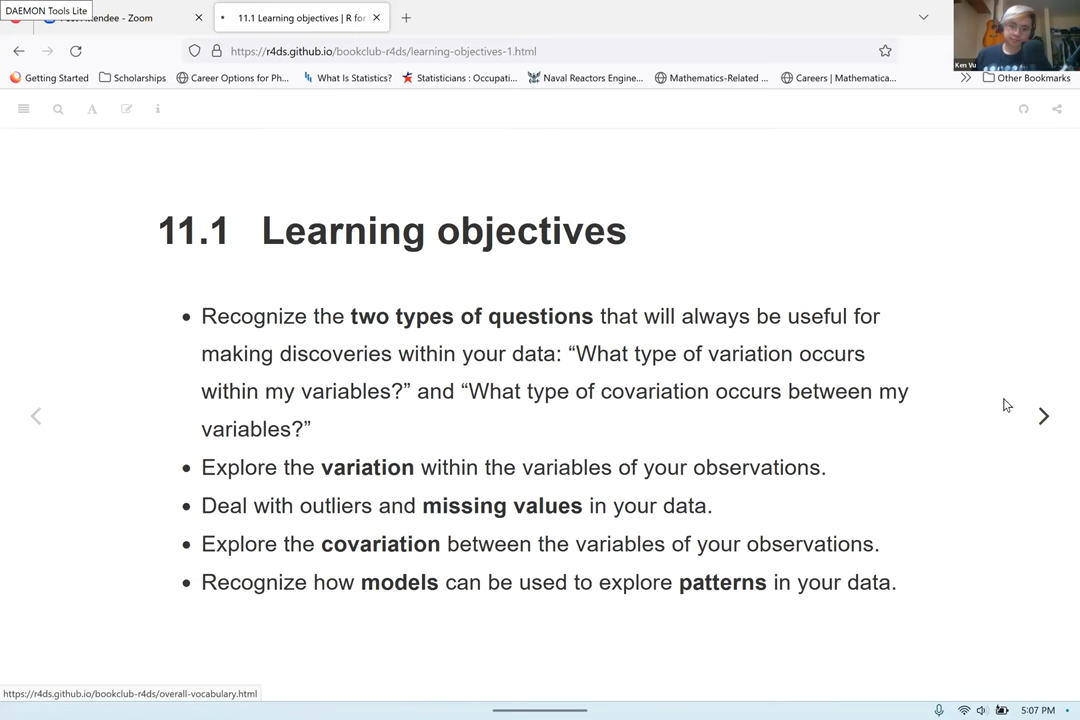 DAEMON Tools Lite
Attendee - Zoom
11.1 Learning objectives | R for
https://r4ds.github.io/bookclub-r4ds/learning-objectives-1.html
Getting Started
Scholarships
Career Options for Ph...
What Is Statistics?
Statisticians : Occupati...
Naval Reactors Engine...
Mathematics-Related ...
Careers | Mathematica...
Other Bookmarks
Ken Vu
11.1 Learning objectives
• Recognize the two types of questions that will always be useful for
making discoveries within your data: “What type of variation occurs
within my variables?” and “What type of covariation occurs between my
variables?”
• Explore the variation within the variables of your observations.
• Deal with outliers and missing values in your data.
• Explore the covariation between the variables of your observations.
• Recognize how models can be used to explore patterns in your data.
https://r4ds.github.io/bookclub-r4ds/overall-vocabulary.html
5:07 PM